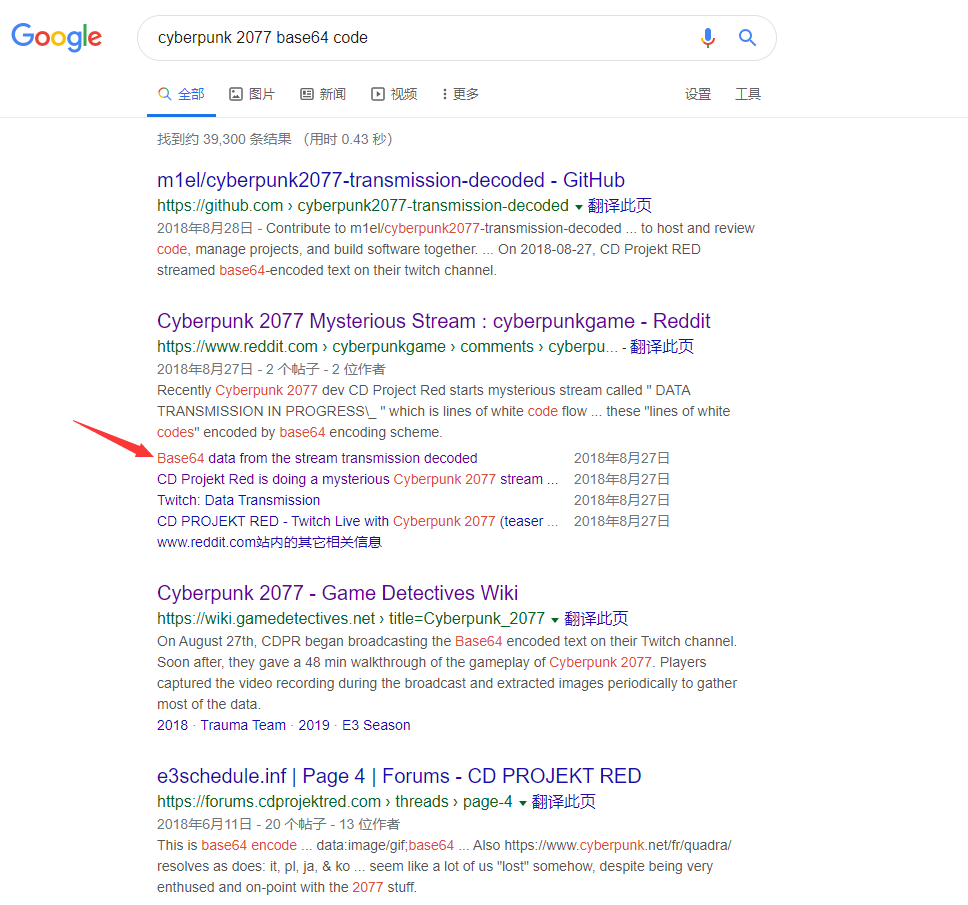 Google
cyberpunk 2077 base64 code
全部 图片 新闻 视频 更多 设置 工具
找到约 39,300 条结果 （用时 0.43 秒）
m1el/cyberpunk2077-transmission-decoded - GitHub
https://github.com › cyberpunk2077-transmission-decoded 翻译此页
2018年8月28日 - Contribute to m1el/cyberpunk2077-transmission-decoded ... to host and review
code, manage projects, and build software together. ... On 2018-08-27, CD Projekt RED
streamed base64-encoded text on their twitch channel.
Cyberpunk 2077 Mysterious Stream : cyberpunkgame - Reddit
https://www.reddit.com › cyberpunkgame › comments › cyberpu... - 翻译此页
2018年8月27日 - 2 个帖子 - 2 位作者
Recently Cyberpunk 2077 dev CD Project Red starts mysterious stream called " DATA
TRANSMISSION IN PROGRESS\_ " which is lines of white code flow ... these "lines of white
codes" encoded by base64 encoding scheme.
Base64 data from the stream transmission decoded 2018年8月27日
CD Projekt Red is doing a mysterious Cyberpunk 2077 stream ... 2018年8月27日
Twitch: Data Transmission 2018年8月27日
CD PROJEKT RED - Twitch Live with Cyberpunk 2077 (teaser ... 2018年8月27日
www.reddit.com站内的其它相关信息
Cyberpunk 2077 - Game Detectives Wiki
https://wiki.gamedetectives.net › title=Cyberpunk_2077 翻译此页
On August 27th, CDPR began broadcasting the Base64 encoded text on their Twitch channel.
Soon after, they gave a 48 min walkthrough of the gameplay of Cyberpunk 2077. Players
captured the video recording during the broadcast and extracted images periodically to gather
most of the data.
2018 · Trauma Team · 2019 · E3 Season
e3schedule.inf | Page 4 | Forums - CD PROJEKT RED
https://forums.cdprojektred.com › threads › page-4 翻译此页
2018年6月11日 - 20 个帖子 - 13 位作者
This is base64 encode ... data:image/gif;base64 ... Also https://www.cyberpunk.net/fr/quadra/
resolves as does: it, pl, ja, & ko ... seem like a lot of us "lost" somehow, despite being very
enthused and on-point with the 2077 stuff.